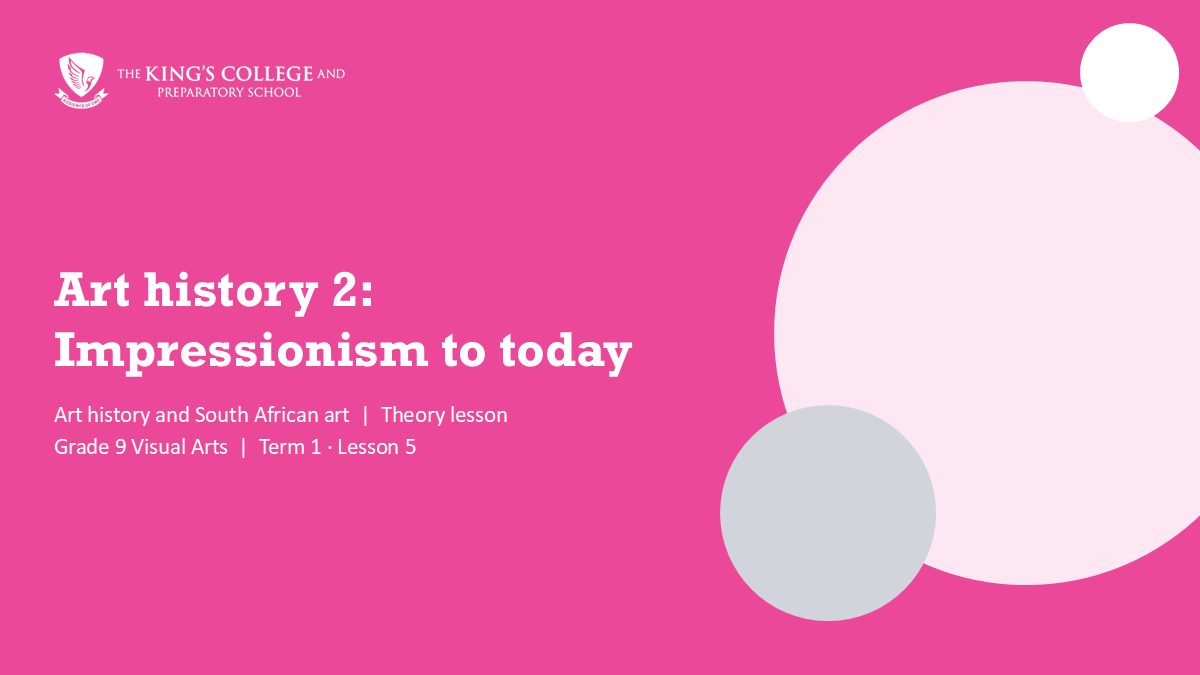 THE KING'S COLLEGE AND
PREPARATORY SCHOOL
Art history 2:
Impressionism to today
Art history and South African art | Theory lesson
Grade 9 Visual Arts | Term 1 · Lesson 5